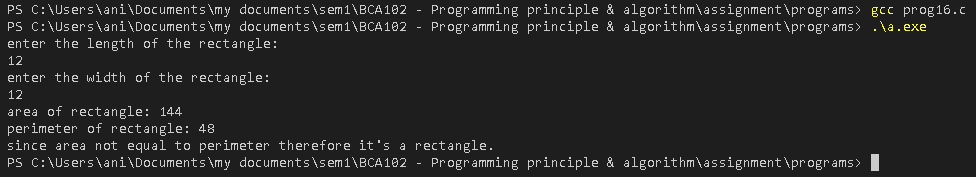 PS C:\Users\ani\Documents\my documents\sem1\BCA102 - Programming principle & algorithm\assignment\programs> gcc prog16.c
PS C:\Users\ani\Documents\my documents\sem1\BCA102 - Programming principle & algorithm\assignment\programs> .\a.exe
enter the length of the rectangle:
12
enter the width of the rectangle:
12
area of rectangle: 144
perimeter of rectangle: 48
since area not equal to perimeter therefore it's a rectangle.
PS C:\Users\ani\Documents\my documents\sem1\BCA102 - Programming principle & algorithm\assignment\programs>